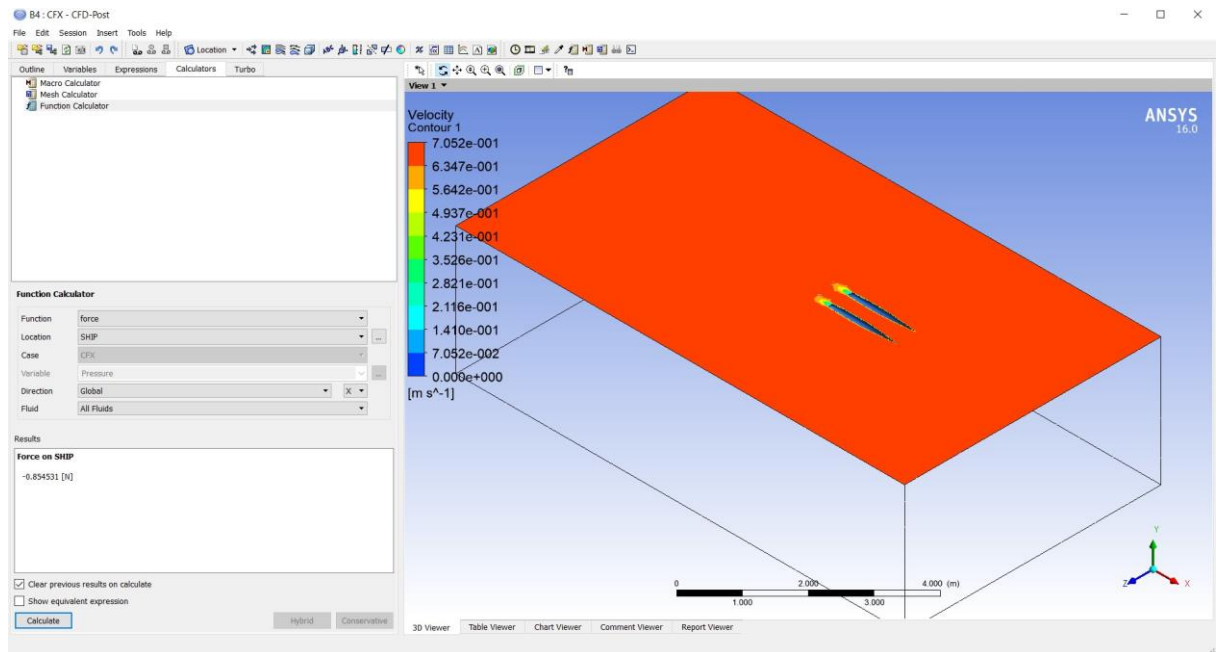 B4 : CFX - CFD-Post
File Edit Session Insert Tools Help
Location
Outline Variables Expressions Calculators Turbo
Macro Calculator
Mesh Calculator
Function Calculator
Function Calculator
Function force
Location SHIP ...
Case CFX
Variable Pressure ...
Direction Global X
Fluid All Fluids
Results
Force on SHIP
-0.854531 [N]
Clear previous results on calculate
Show equivalent expression
Calculate Hybrid Conservative
View 1
Velocity
Contour 1
7.052e-001
6.347e-001
5.642e-001
4.937e-001
4.231e-001
3.526e-001
2.821e-001
2.116e-001
1.410e-001
7.052e-002
0.000e+000
[m s^-1]
ANSYS
16.0
Y
Z X
0 2.000 4.000 (m)
1.000 3.000
3D Viewer Table Viewer Chart Viewer Comment Viewer Report Viewer